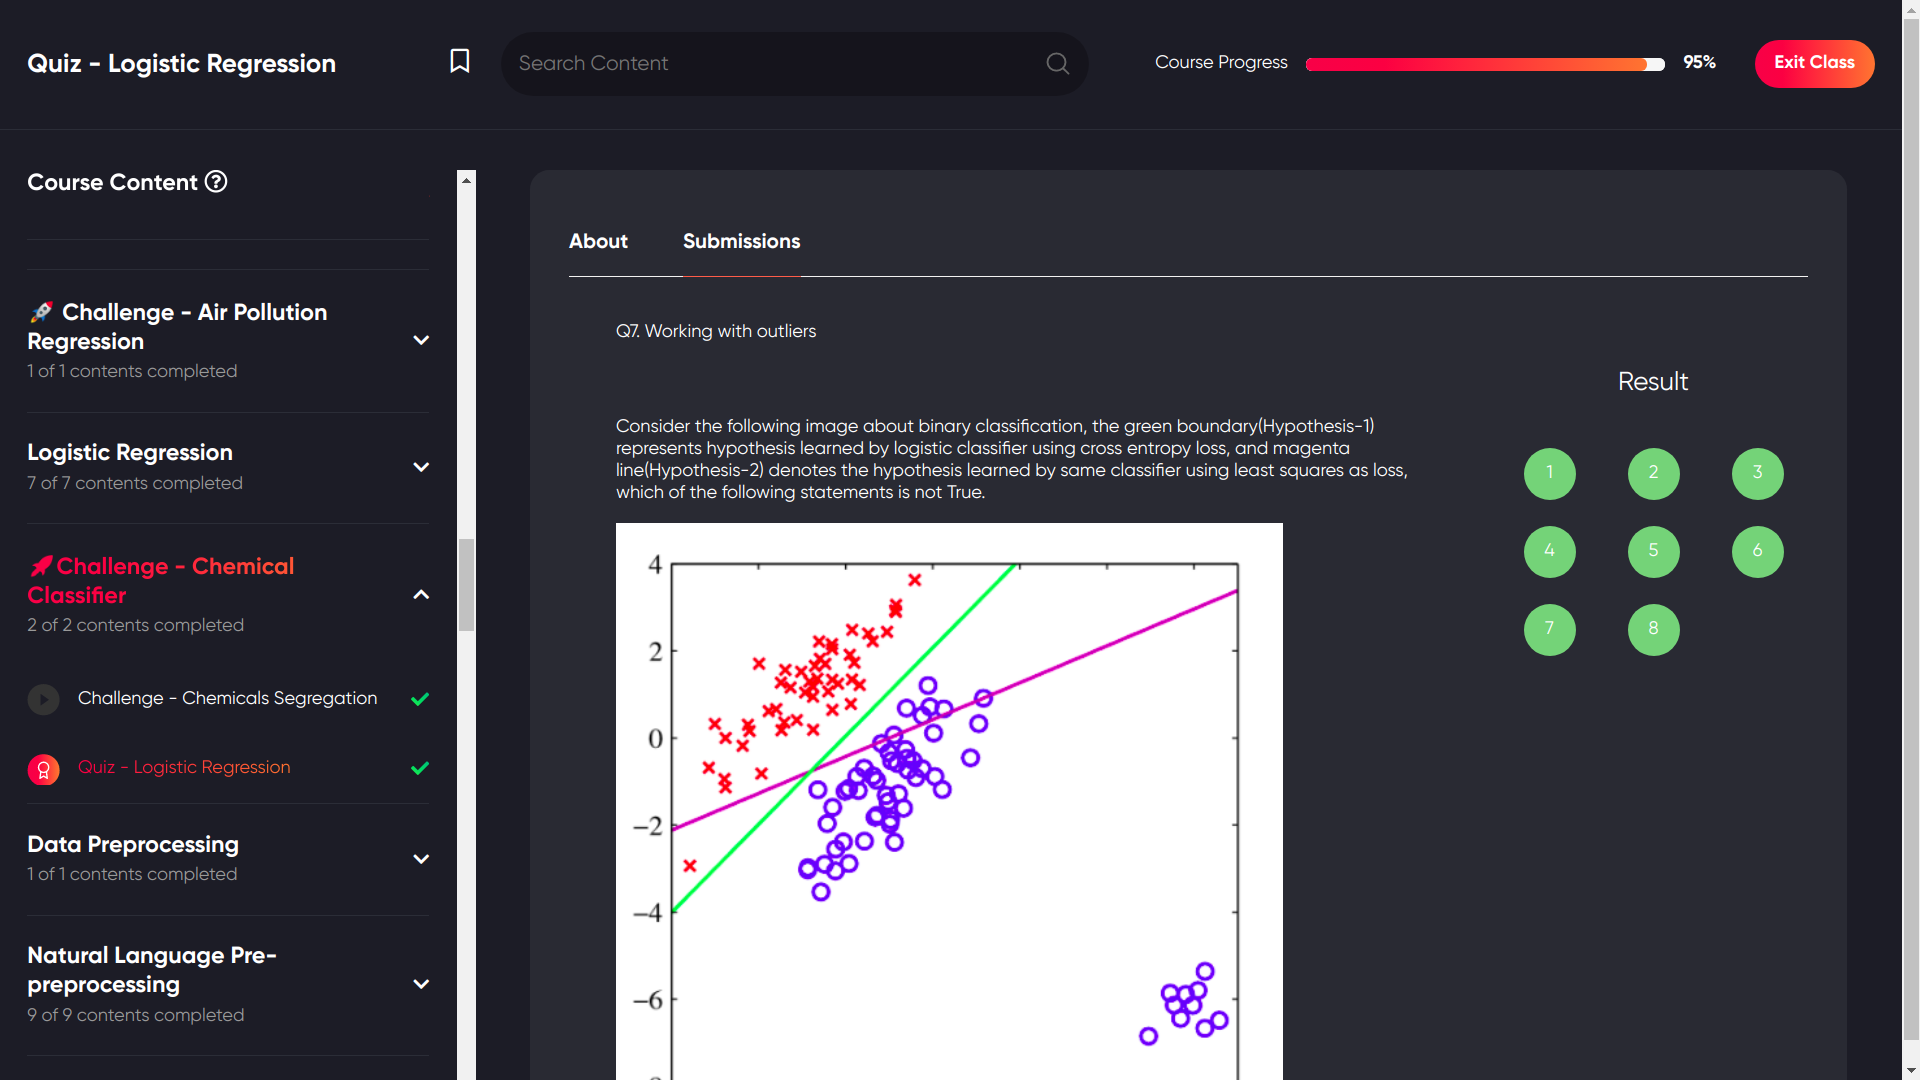 Quiz - Logistic Regression
Search Content
Course Progress
95%
Exit Class
Course Content
Challenge - Air Pollution
Regression
1 of 1 contents completed
Logistic Regression
7 of 7 contents completed
Challenge - Chemical
Classifier
2 of 2 contents completed
Challenge - Chemicals Segregation
Quiz - Logistic Regression
Data Preprocessing
1 of 1 contents completed
Natural Language Pre-
preprocessing
9 of 9 contents completed
About
Submissions
Q7. Working with outliers
Consider the following image about binary classification, the green boundary(Hypothesis-1)
represents hypothesis learned by logistic classifier using cross entropy loss, and magenta
line(Hypothesis-2) denotes the hypothesis learned by same classifier using least squares as loss,
which of the following statements is not True.
4
2
0
−2
−4
−6
Result
1 2 3
4 5 6
7 8